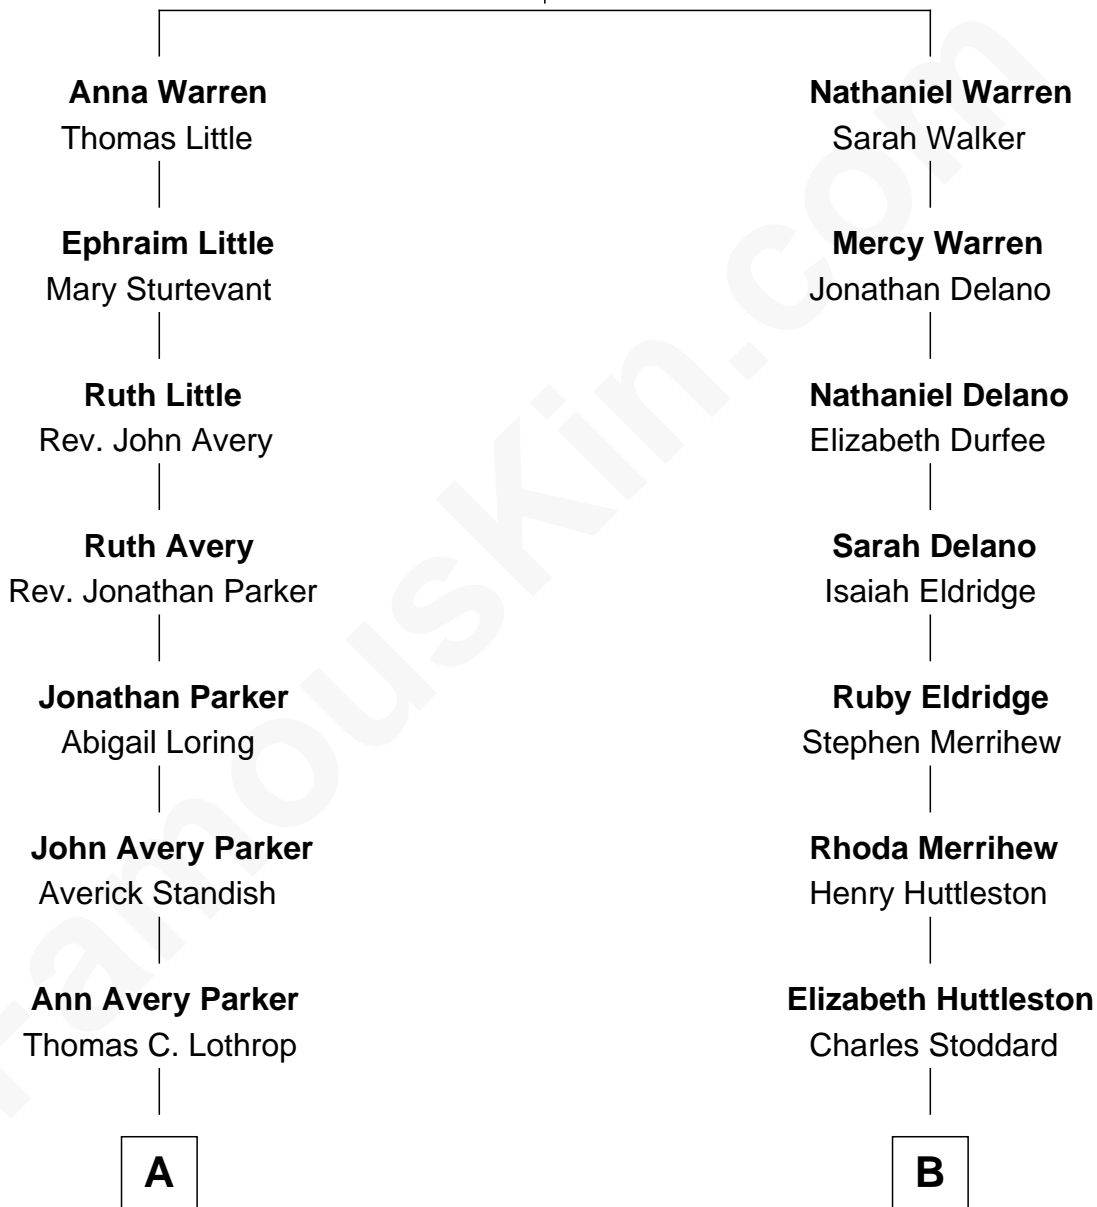 Anna Warren
Thomas Little
Ephraim Little
Mary Sturtevant
Ruth Little
Rev. John Avery
Ruth Avery
Rev. Jonathan Parker
Jonathan Parker
Abigail Loring
John Avery Parker
Averick Standish
Ann Avery Parker
Thomas C. Lothrop
A
Nathaniel Warren
Sarah Walker
Mercy Warren
Jonathan Delano
Nathaniel Delano
Elizabeth Durfee
Sarah Delano
Isaiah Eldridge
Ruby Eldridge
Stephen Merrihew
Rhoda Merrihew
Henry Huttleston
Elizabeth Huttleston
Charles Stoddard
B
FamousKin.com